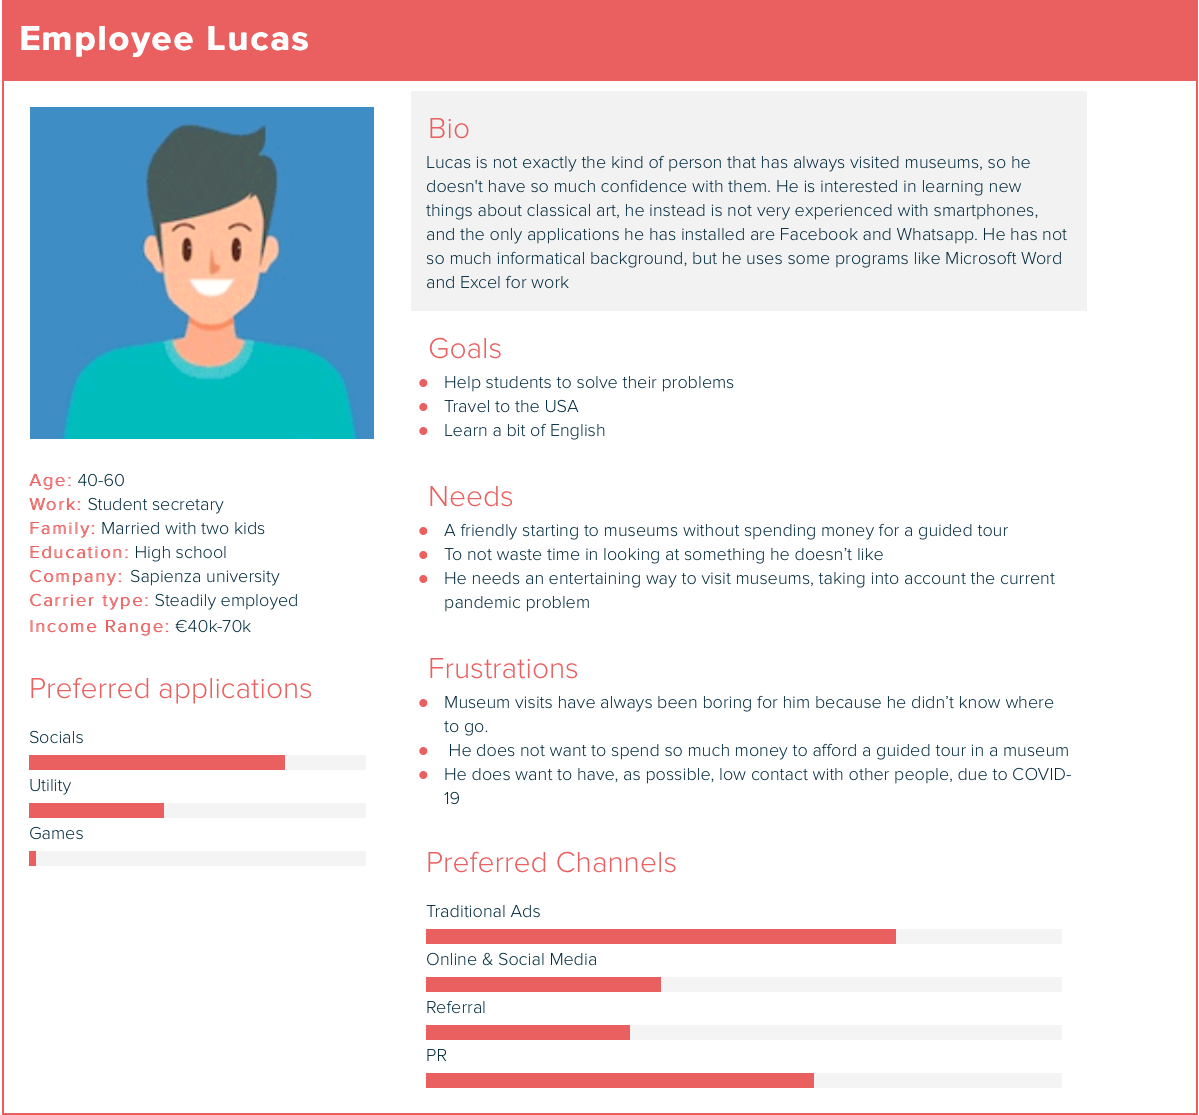 Employee Lucas
Age: 40-60
Work: Student secretary
Family: Married with two kids
Education: High school
Company: Sapienza university
Carrier type: Steadily employed
Income Range: €40k-70k
Preferred applications
Socials
Utility
Games
Bio
Lucas is not exactly the kind of person that has always visited museums, so he
doesn't have so much confidence with them. He is interested in learning new
things about classical art, he instead is not very experienced with smartphones,
and the only applications he has installed are Facebook and Whatsapp. He has not
so much informatical background, but he uses some programs like Microsoft Word
and Excel for work
Goals
Help students to solve their problems
Travel to the USA
Learn a bit of English
Needs
A friendly starting to museums without spending money for a guided tour
To not waste time in looking at something he doesn’t like
He needs an entertaining way to visit museums, taking into account the current
pandemic problem
Frustrations
Museum visits have always been boring for him because he didn’t know where
to go.
He does not want to spend so much money to afford a guided tour in a museum
He does want to have, as possible, low contact with other people, due to COVID-
19
Preferred Channels
Traditional Ads
Online & Social Media
Referral
PR